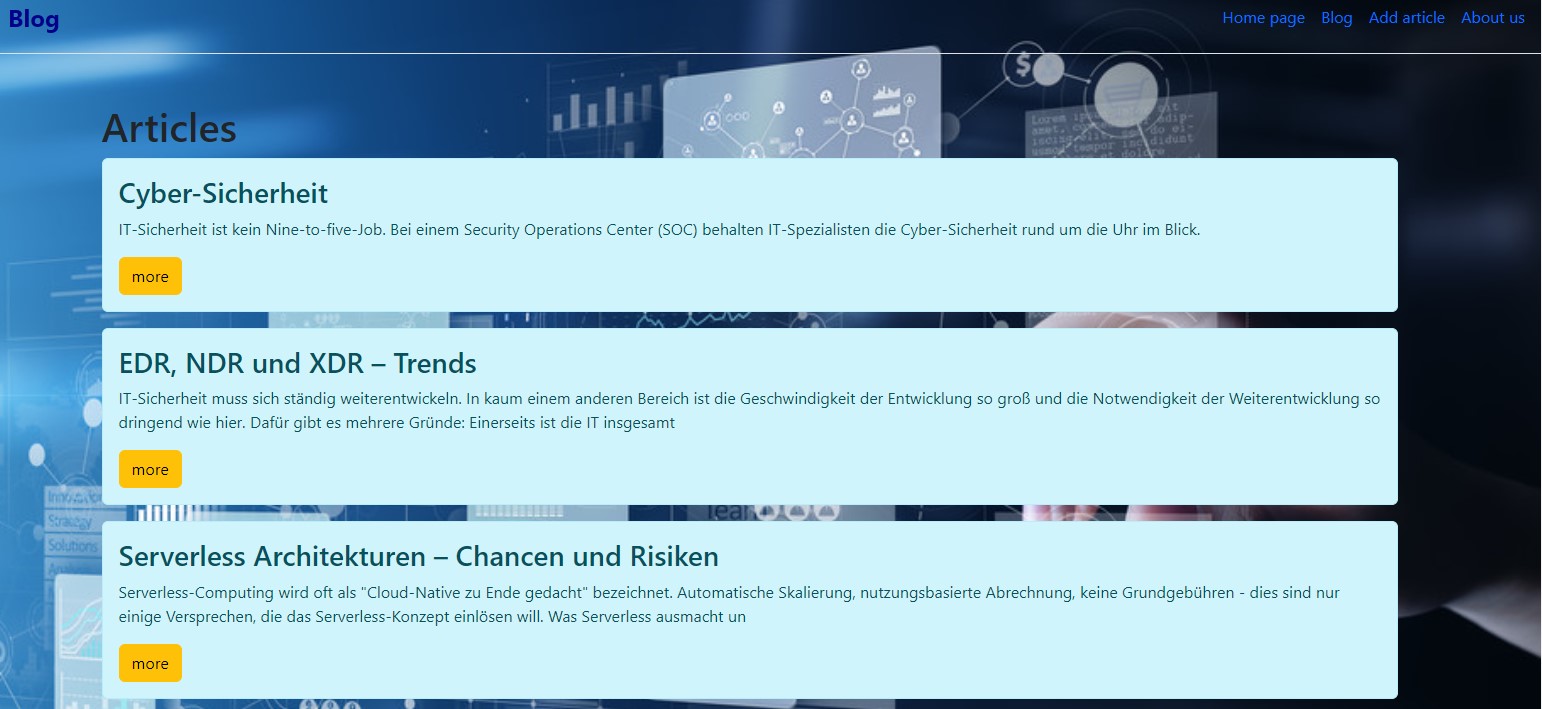 Blog
Home page Blog Add article About us
Articles
Cyber-Sicherheit
IT-Sicherheit ist kein Nine-to-five-Job. Bei einem Security Operations Center (SOC) behalten IT-Spezialisten die Cyber-Sicherheit rund um die Uhr im Blick.
more
EDR, NDR und XDR – Trends
IT-Sicherheit muss sich ständig weiterentwickeln. In kaum einem anderen Bereich ist die Geschwindigkeit der Entwicklung so groß und die Notwendigkeit der Weiterentwicklung so
dringend wie hier. Dafür gibt es mehrere Gründe: Einerseits ist die IT insgesamt
more
Strategy
Solutions
Serverless Architekturen – Chancen und Risiken
Serverless-Computing wird oft als "Cloud-Native zu Ende gedacht" bezeichnet. Automatische Skalierung, nutzungsbasierte Abrechnung, keine Grundgebühren - dies sind nur
einige Versprechen, die das Serverless-Konzept einlösen will. Was Serverless ausmacht un
more